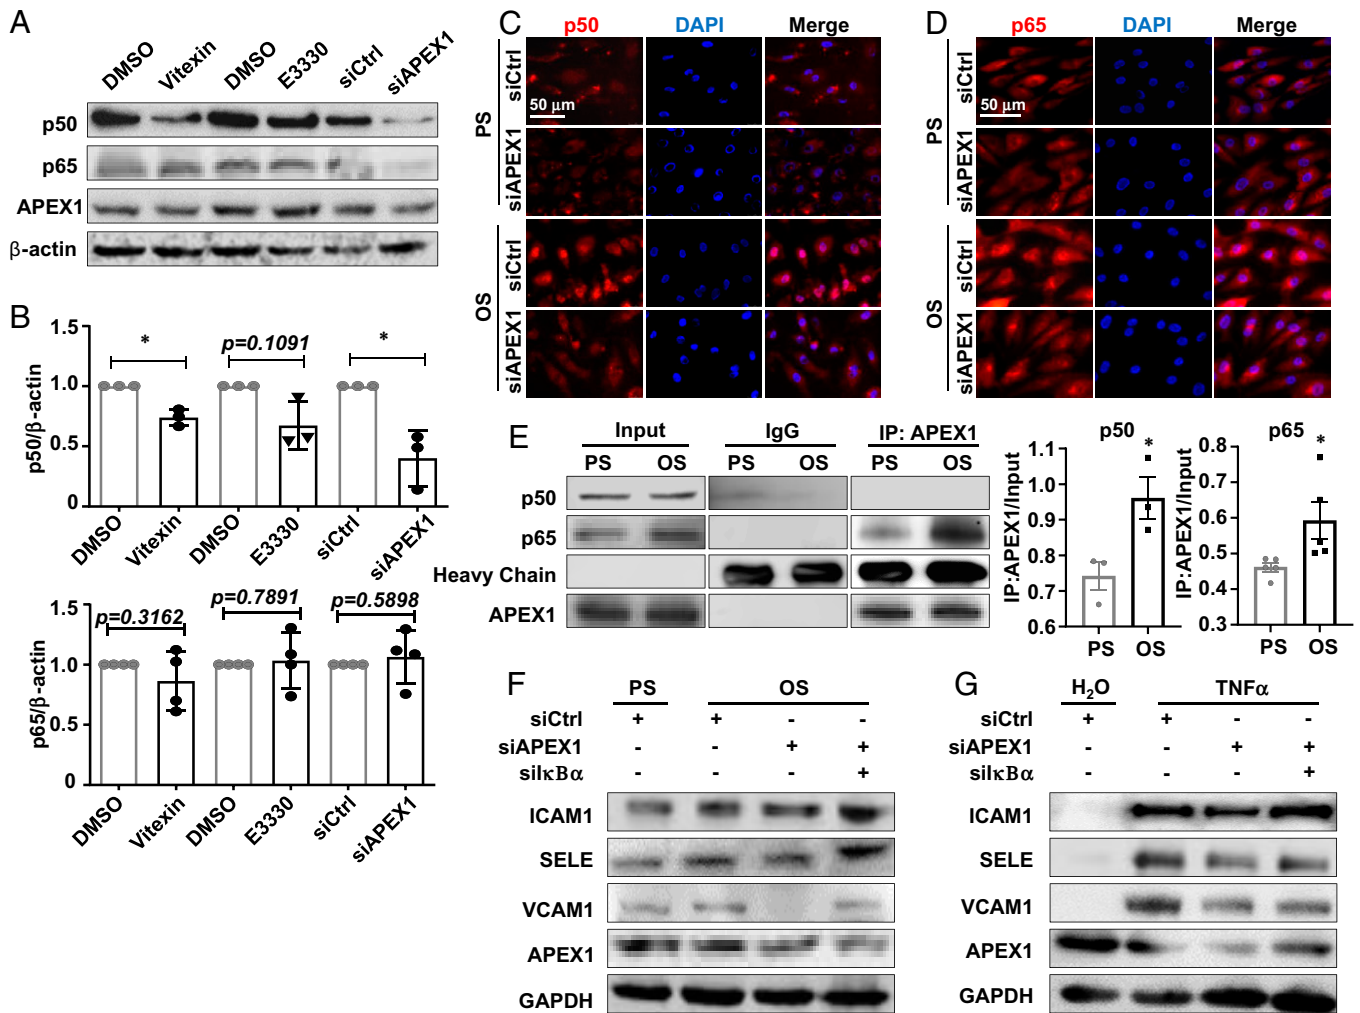 A
DMSO Vitexin DMSO E3330 siCtrl siAPEX1
p50
p65
APEX1
β-actin
B
p50/β-actin
1.5
1.0
0.5
0
* p=0.1091 *
DMSO Vitexin DMSO E3330 siCtrl siAPEX1
p65/β-actin
1.5
1.0
0.5
0
p=0.3162 p=0.7891 p=0.5898
DMSO Vitexin DMSO E3330 siCtrl siAPEX1
C
p50 DAPI Merge
PS
siCtrl
50 μm
siAPEX1
OS
siCtrl
siAPEX1
D
p65 DAPI Merge
PS
siCtrl
50 μm
siAPEX1
OS
siCtrl
siAPEX1
E
Input IgG IP: APEX1
PS OS PS OS PS OS
p50
p65
Heavy Chain
APEX1
p50
IP:APEX1/Input
1.1
1.0
0.9
0.8
0.7
0.6
*
PS OS
p65
IP:APEX1/Input
0.8
0.7
0.6
0.5
0.4
0.3
*
PS OS
F
PS OS
siCtrl + + - -
siAPEX1 - - + +
siIκBα - - - +
ICAM1
SELE
VCAM1
APEX1
GAPDH
G
H2O TNFα
siCtrl + + - -
siAPEX1 - - + +
siIκBα - - - +
ICAM1
SELE
VCAM1
APEX1
GAPDH